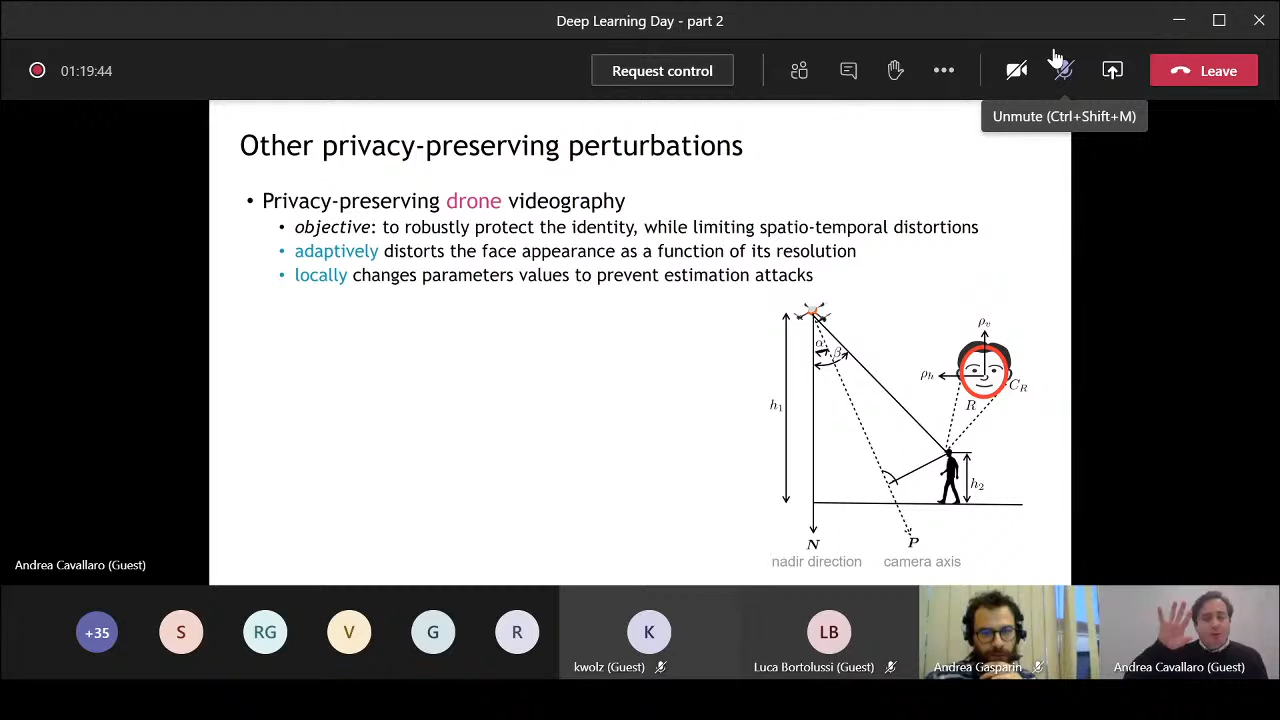 Deep Learning Day - part 2
01:19:44
Request control
Leave
Unmute (Ctrl+Shift+M)
Other privacy-preserving perturbations
• Privacy-preserving drone videography
• objective: to robustly protect the identity, while limiting spatio-temporal distortions
• adaptively distorts the face appearance as a function of its resolution
• locally changes parameters values to prevent estimation attacks
ρv
α
β
ρh
CR
R
h1
h2
N
P
nadir direction
camera axis
Andrea Cavallaro (Guest)
+35
S
RG
V
G
R
K
LB
kwolz (Guest)
Luca Bortolussi (Guest)
Andrea Gasparin
Andrea Cavallaro (Guest)